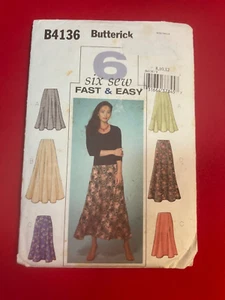 B4136 Butterick
6
six sew
FAST & EASY